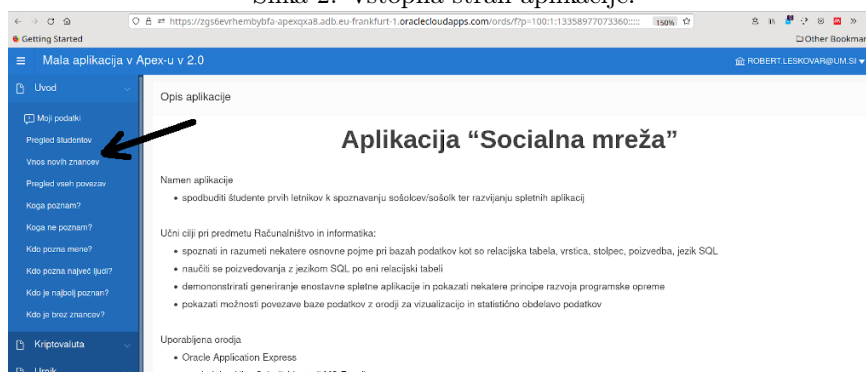 Slika 2: Vstopna stran aplikacije.
https://zgs6evrhembybfa-apexqxa8.adb.eu-frankfurt-1.oraclecloudapps.com/ords/f?p=100:1:13358977073360::::: 150%
Getting Started Other Bookmar
Mala aplikacija v Apex-u v 2.0 ROBERT.LESKOVAR@UM.SI
Uvod
Opis aplikacije
Moji podatki
Pregled študentov
Aplikacija “Socialna mreža”
Vnos novih znancev
Pregled vseh povezav
Koga poznam?
Koga ne poznam?
Kdo pozna mene?
Kdo pozna največ ljudi?
Kdo je najbolj poznan?
Kdo je brez znancev?
Kriptovaluta
Urnik
Namen aplikacije
• spodbuditi študente prvih letnikov k spoznavanju sošolcev/sošolk ter razvijanju spletnih aplikacij
Učni cilji pri predmetu Računalništvo in informatika:
• spoznati in razumeti nekatere osnovne pojme pri bazah podatkov kot so relacijska tabela, vrstica, stolpec, poizvedba, jezik SQL
• naučiti se poizvedovanja z jezikom SQL po eni relacijski tabeli
• demononstrirati generiranje enostavne spletne aplikacije in pokazati nekatere principe razvoja programske opreme
• pokazati možnosti povezave baze podatkov z orodji za vizualizacijo in statistično obdelavo podatkov
Uporabljena orodja
• Oracle Application Express